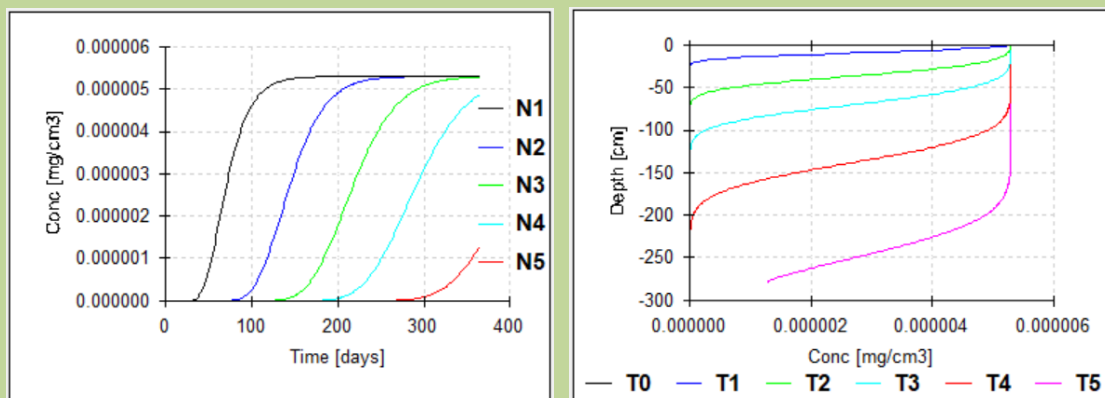 Conc [mg/cm3]
0.000006
0.000005
0.000004
0.000003
0.000002
0.000001
0.000000
0 100 200 300 400
Time [days]
N1
N2
N3
N4
N5
Depth [cm]
0
-50
-100
-150
-200
-250
-300
0.000000 0.000002 0.000004 0.000006
Conc [mg/cm3]
T0 T1 T2 T3 T4 T5